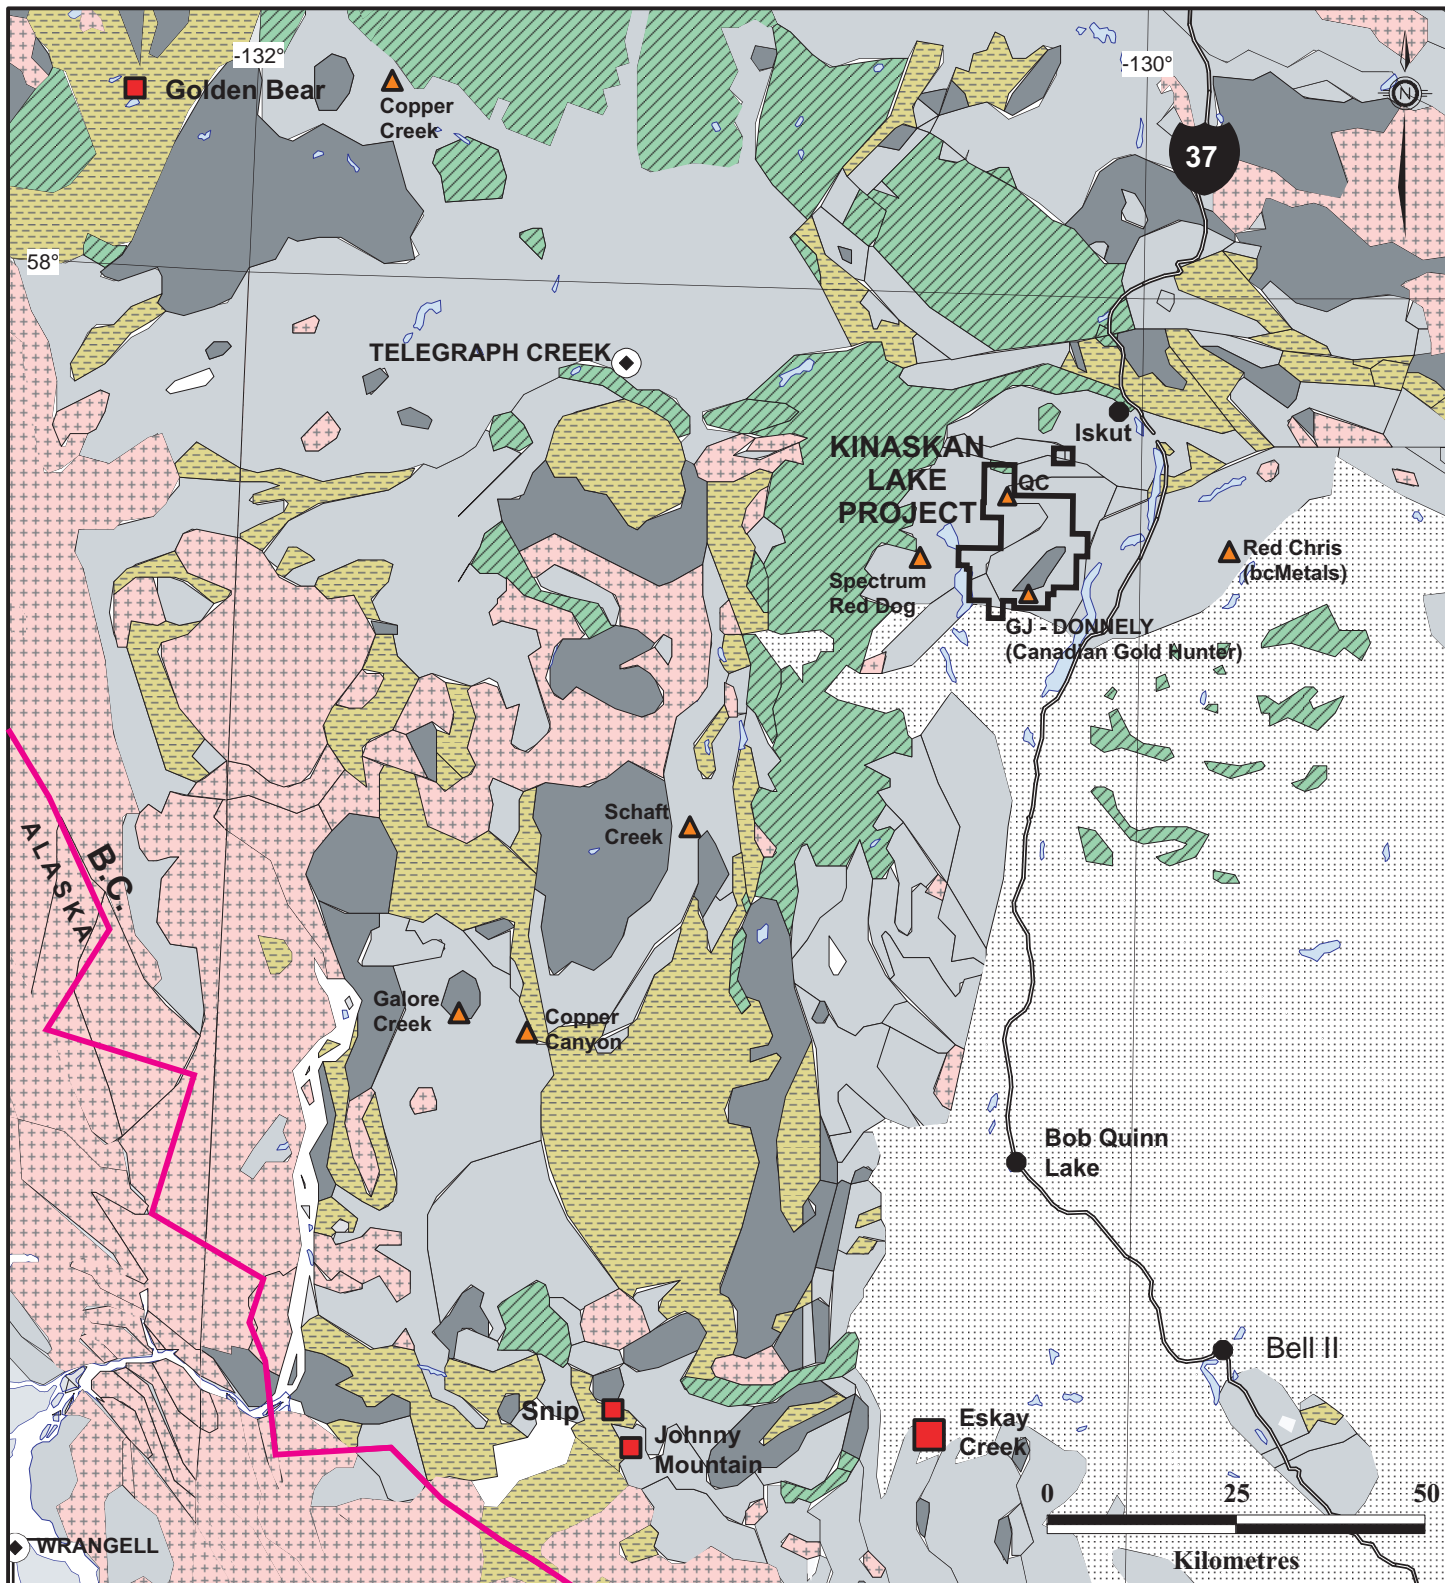 -132°
-130°
Golden Bear
Copper
Creek
N
37
58°
TELEGRAPH CREEK
Iskut
KINASKAN
LAKE
PROJECT
QC
Red Chris
(bcMetals)
Spectrum
Red Dog
GJ - DONNELY
(Canadian Gold Hunter)
Schaft
Creek
B.C.
ALASKA
Galore
Creek
Copper
Canyon
Bob Quinn
Lake
Bell II
Snip
Johnny
Mountain
Eskay
Creek
0 25 50
Kilometres
WRANGELL